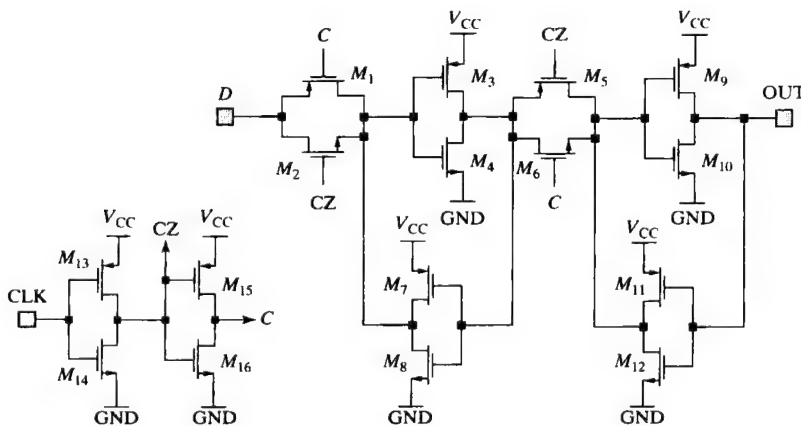 V_CC
V_CC
C
CZ
M_1
M_3
M_5
M_9
D
OUT
M_2
M_4
M_6
M_10
CZ
GND
C
GND
V_CC
CZ
V_CC
V_CC
V_CC
M_13
M_15
M_7
M_11
CLK
C
M_14
M_16
M_8
M_12
GND
GND
GND
GND